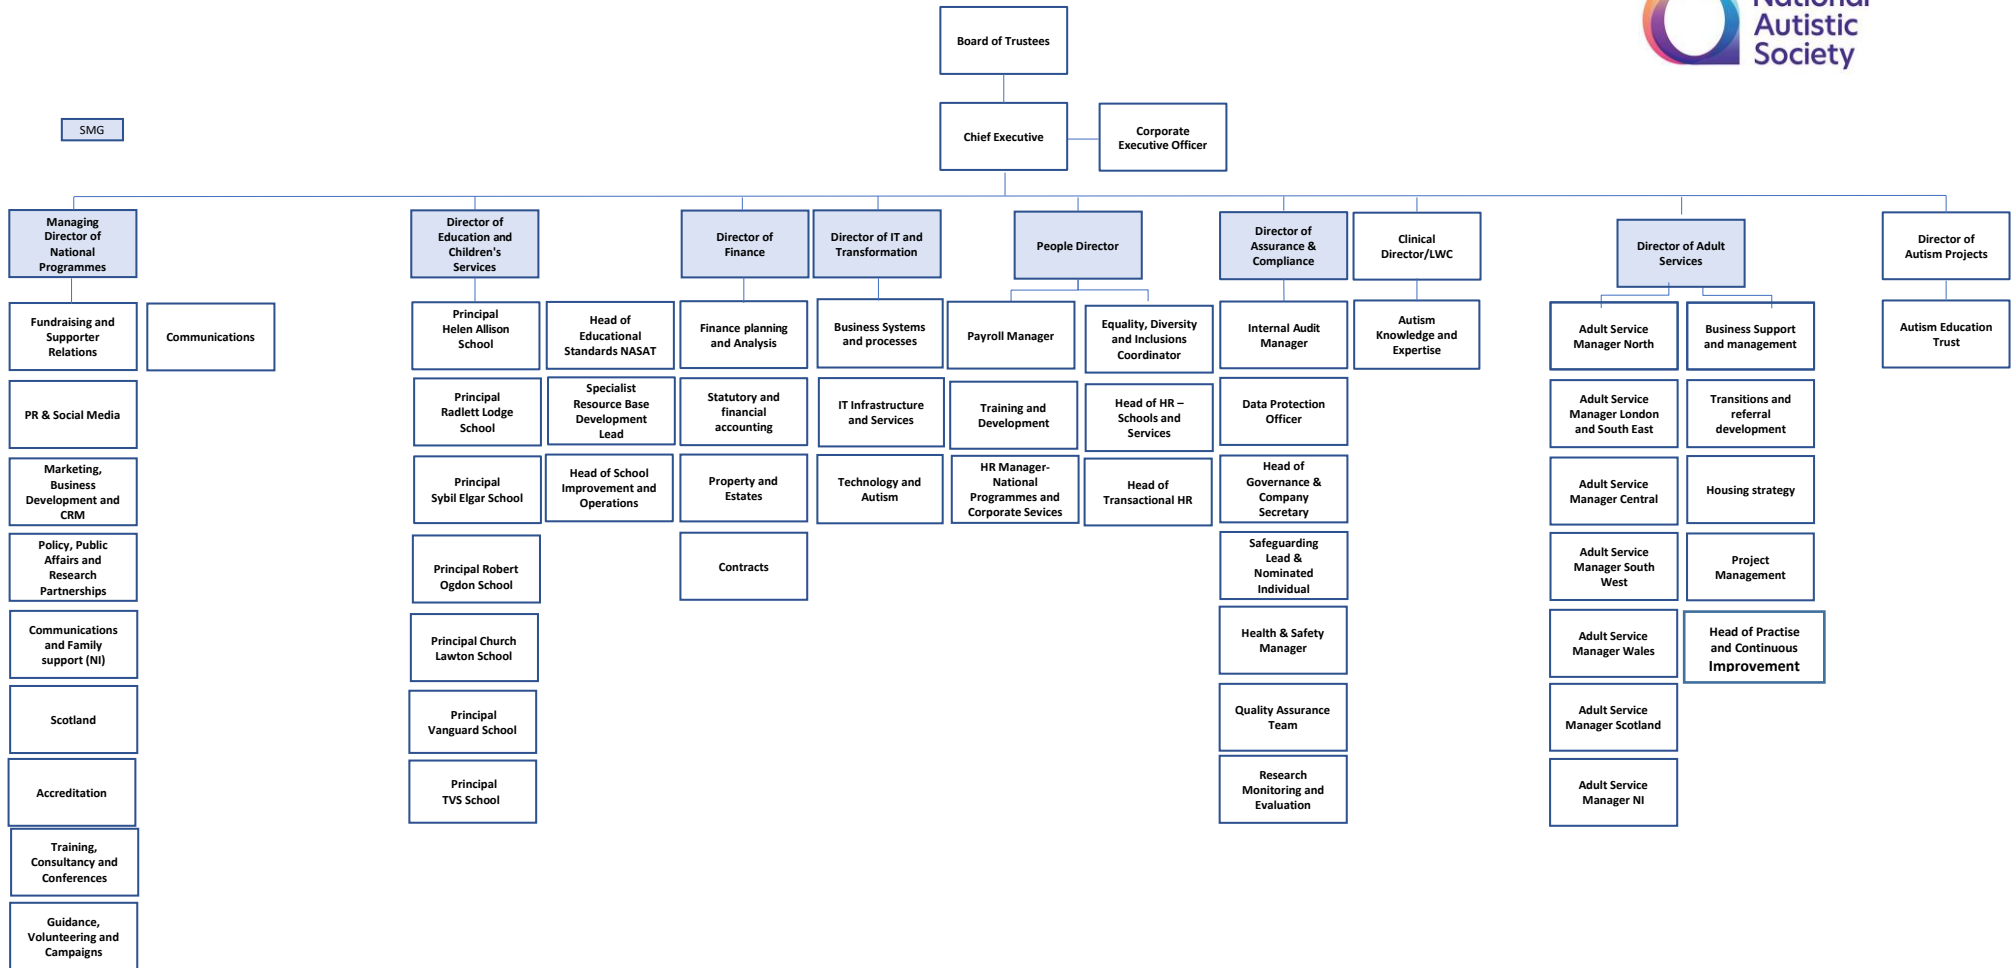 National
Autistic
Society
Board of Trustees
SMG
Chief Executive
Corporate
Executive Officer
Managing
Director of
National
Programmes
Director of
Education and
Children's
Services
Director of
Finance
Director of IT and
Transformation
People Director
Director of
Assurance &
Compliance
Clinical
Director/LWC
Director of Adult
Services
Director of
Autism Projects
Fundraising and
Supporter
Relations
Communications
PR & Social Media
Marketing,
Business
Development and
CRM
Policy, Public
Affairs and
Research
Partnerships
Communications
and Family
support (NI)
Scotland
Accreditation
Training,
Consultancy and
Conferences
Guidance,
Volunteering and
Campaigns
Principal
Helen Allison
School
Principal
Radlett Lodge
School
Principal
Sybil Elgar School
Principal Robert
Ogdon School
Principal Church
Lawton School
Principal
Vanguard School
Principal
TVS School
Head of
Educational
Standards NASAT
Specialist
Resource Base
Development
Lead
Head of School
Improvement and
Operations
Finance planning
and Analysis
Statutory and
financial
accounting
Property and
Estates
Contracts
Business Systems
and processes
IT Infrastructure
and Services
Technology and
Autism
Payroll Manager
Training and
Development
HR Manager-
National
Programmes and
Corporate Sevices
Equality, Diversity
and Inclusions
Coordinator
Head of HR –
Schools and
Services
Head of
Transactional HR
Internal Audit
Manager
Data Protection
Officer
Head of
Governance &
Company
Secretary
Safeguarding
Lead &
Nominated
Individual
Health & Safety
Manager
Quality Assurance
Team
Research
Monitoring and
Evaluation
Autism
Knowledge and
Expertise
Adult Service
Manager North
Adult Service
Manager London
and South East
Adult Service
Manager Central
Adult Service
Manager South
West
Adult Service
Manager Wales
Adult Service
Manager Scotland
Adult Service
Manager NI
Business Support
and management
Transitions and
referral
development
Housing strategy
Project
Management
Head of Practise
and Continuous
Improvement
Autism Education
Trust